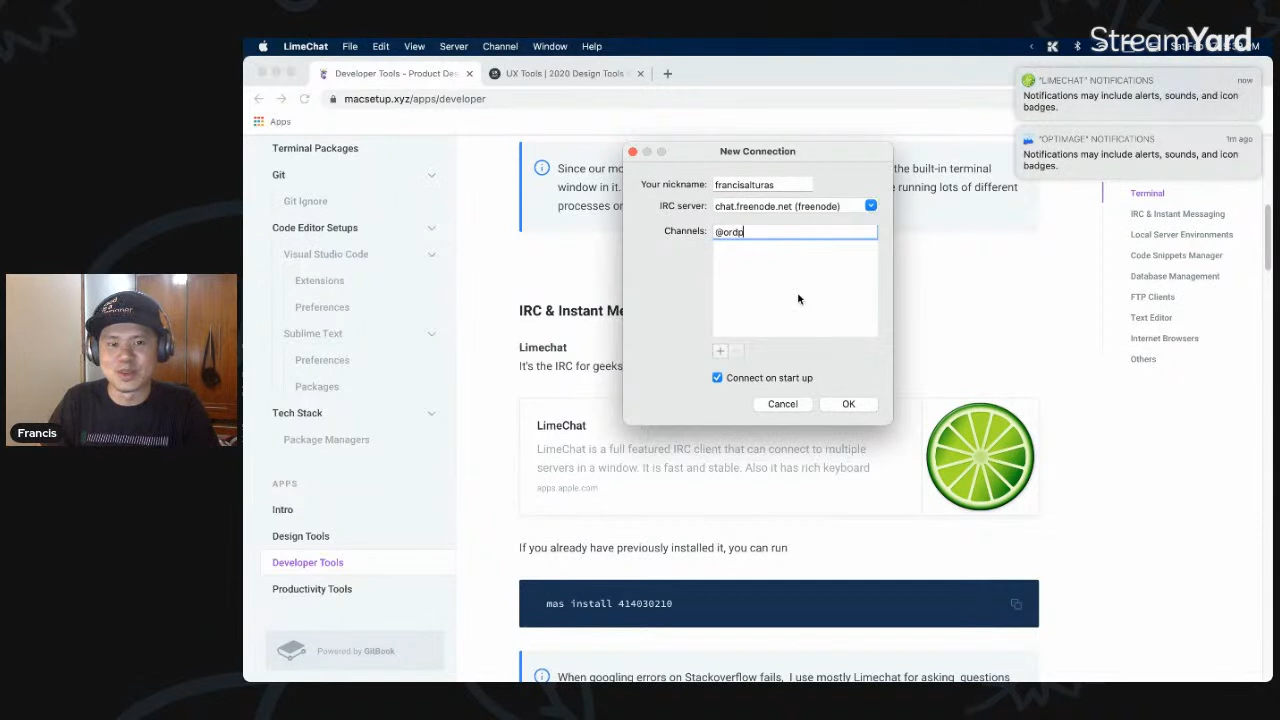 StreamYard
LimeChat File Edit View Server Channel Window Help
Developer Tools - Product Des
UX Tools | 2020 Design Tools
macsetup.xyz/apps/developer
Apps
"LIMECHAT" NOTIFICATIONS now
Notifications may include alerts, sounds, and icon
badges.
"OPTIMAGE" NOTIFICATIONS 1m ago
Notifications may include alerts, sounds, and icon
badges.
Terminal Packages
Git
Git Ignore
Code Editor Setups
Visual Studio Code
Extensions
Preferences
Sublime Text
Preferences
Packages
Tech Stack
Package Managers
APPS
Intro
Design Tools
Developer Tools
Productivity Tools
Powered by GitBook
Since our mo
the built-in terminal
window in it.
running lots of different
processes or
New Connection
Your nickname: francisalturas
IRC server: chat.freenode.net (freenode)
Channels: @ordp
+ −
Connect on start up
Cancel OK
IRC & Instant Me
Limechat
It's the IRC for geeks
LimeChat
LimeChat is a full featured IRC client that can connect to multiple
servers in a window. It is fast and stable. Also it has rich keyboard
apps.apple.com
If you already have previously installed it, you can run
mas install 414030210
When googling errors on Stackoverflow fails, I use mostly Limechat for asking questions
Terminal
IRC & Instant Messaging
Local Server Environments
Code Snippets Manager
Database Management
FTP Clients
Text Editor
Internet Browsers
Others
Francis